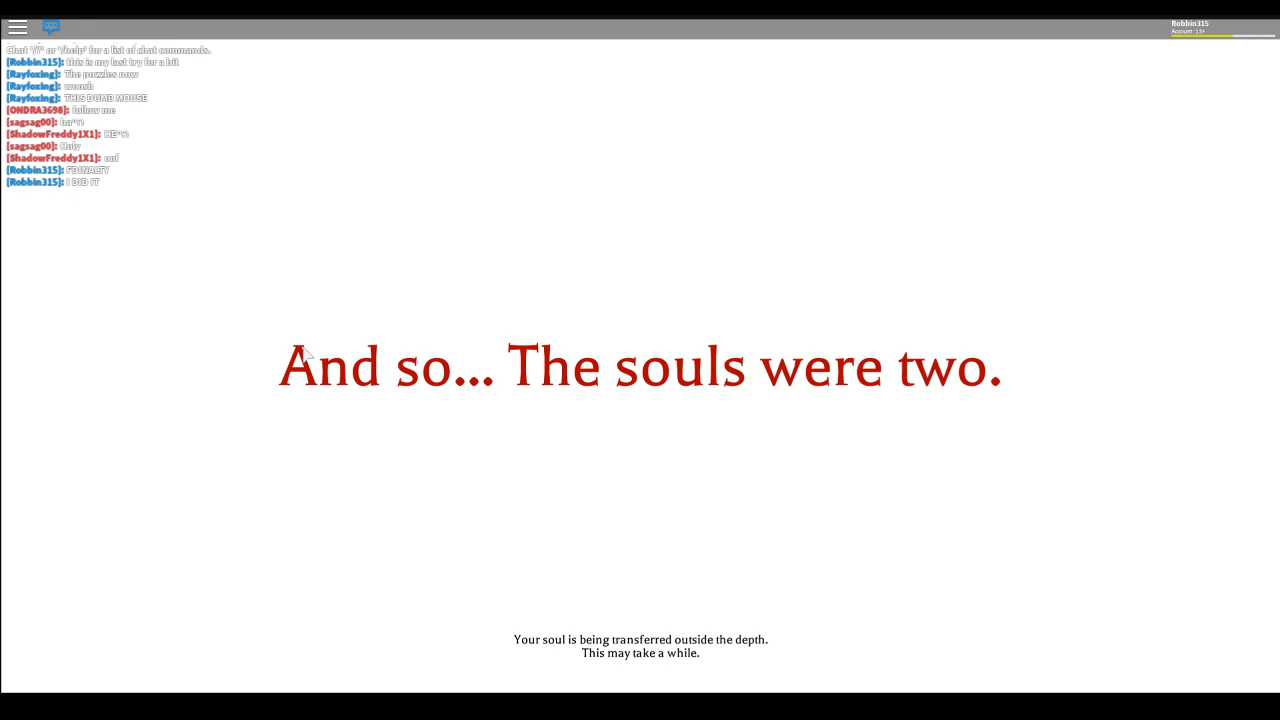 Robbin315
Account: 13+
Chat '/?' or '/help' for a list of chat commands.
[Robbin315]: this is my last try for a bit
[Rayfoxing]: The puzzles now
[Rayfoxing]: woosh
[Rayfoxing]: THIS DUMB MOUSE
[ONDRA3698]: follow me
[sagsag00]:
[ShadowFreddy1X1]:
[sagsag00]: Holy
[ShadowFreddy1X1]: oof
[Robbin315]: FDINALTY
[Robbin315]: I DID IT
And so... The souls were two.
Your soul is being transferred outside the depth.
This may take a while.